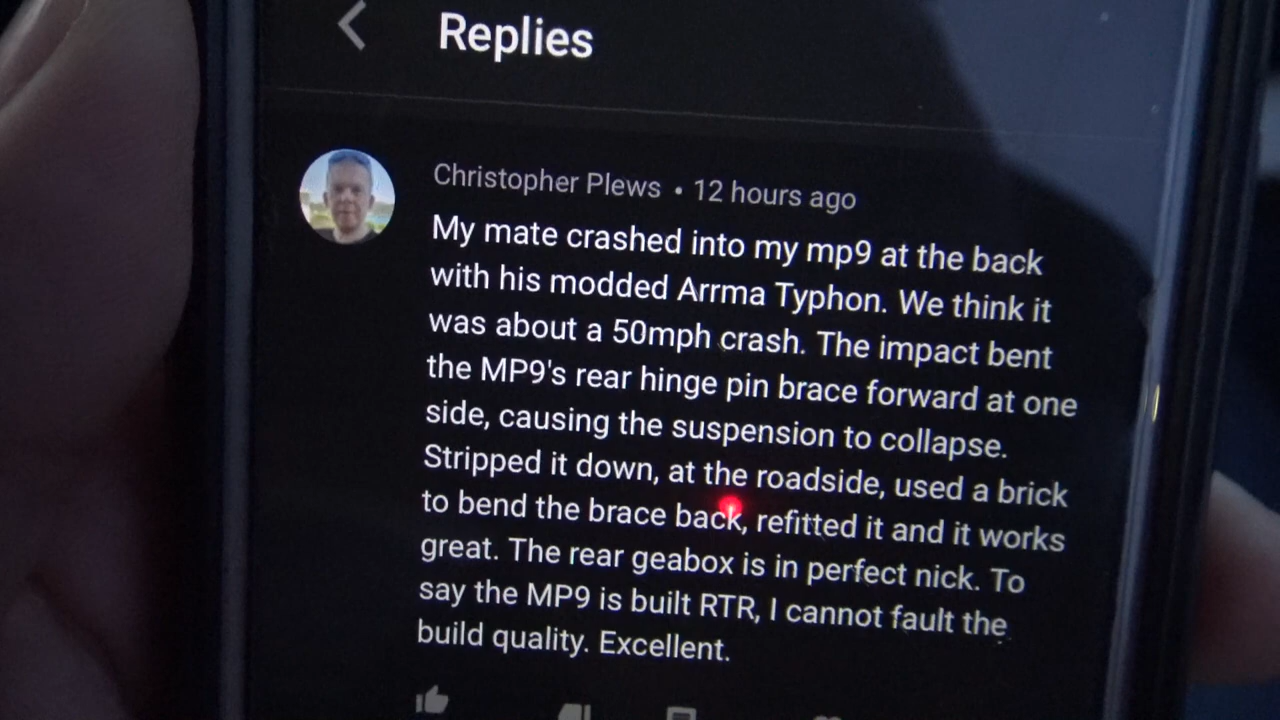 Replies
Christopher Plews • 12 hours ago
My mate crashed into my mp9 at the back
with his modded Arrma Typhon. We think it
was about a 50mph crash. The impact bent
the MP9's rear hinge pin brace forward at one
side, causing the suspension to collapse.
Stripped it down, at the roadside, used a brick
to bend the brace back, refitted it and it works
great. The rear geabox is in perfect nick. To
say the MP9 is built RTR, I cannot fault the
build quality. Excellent.